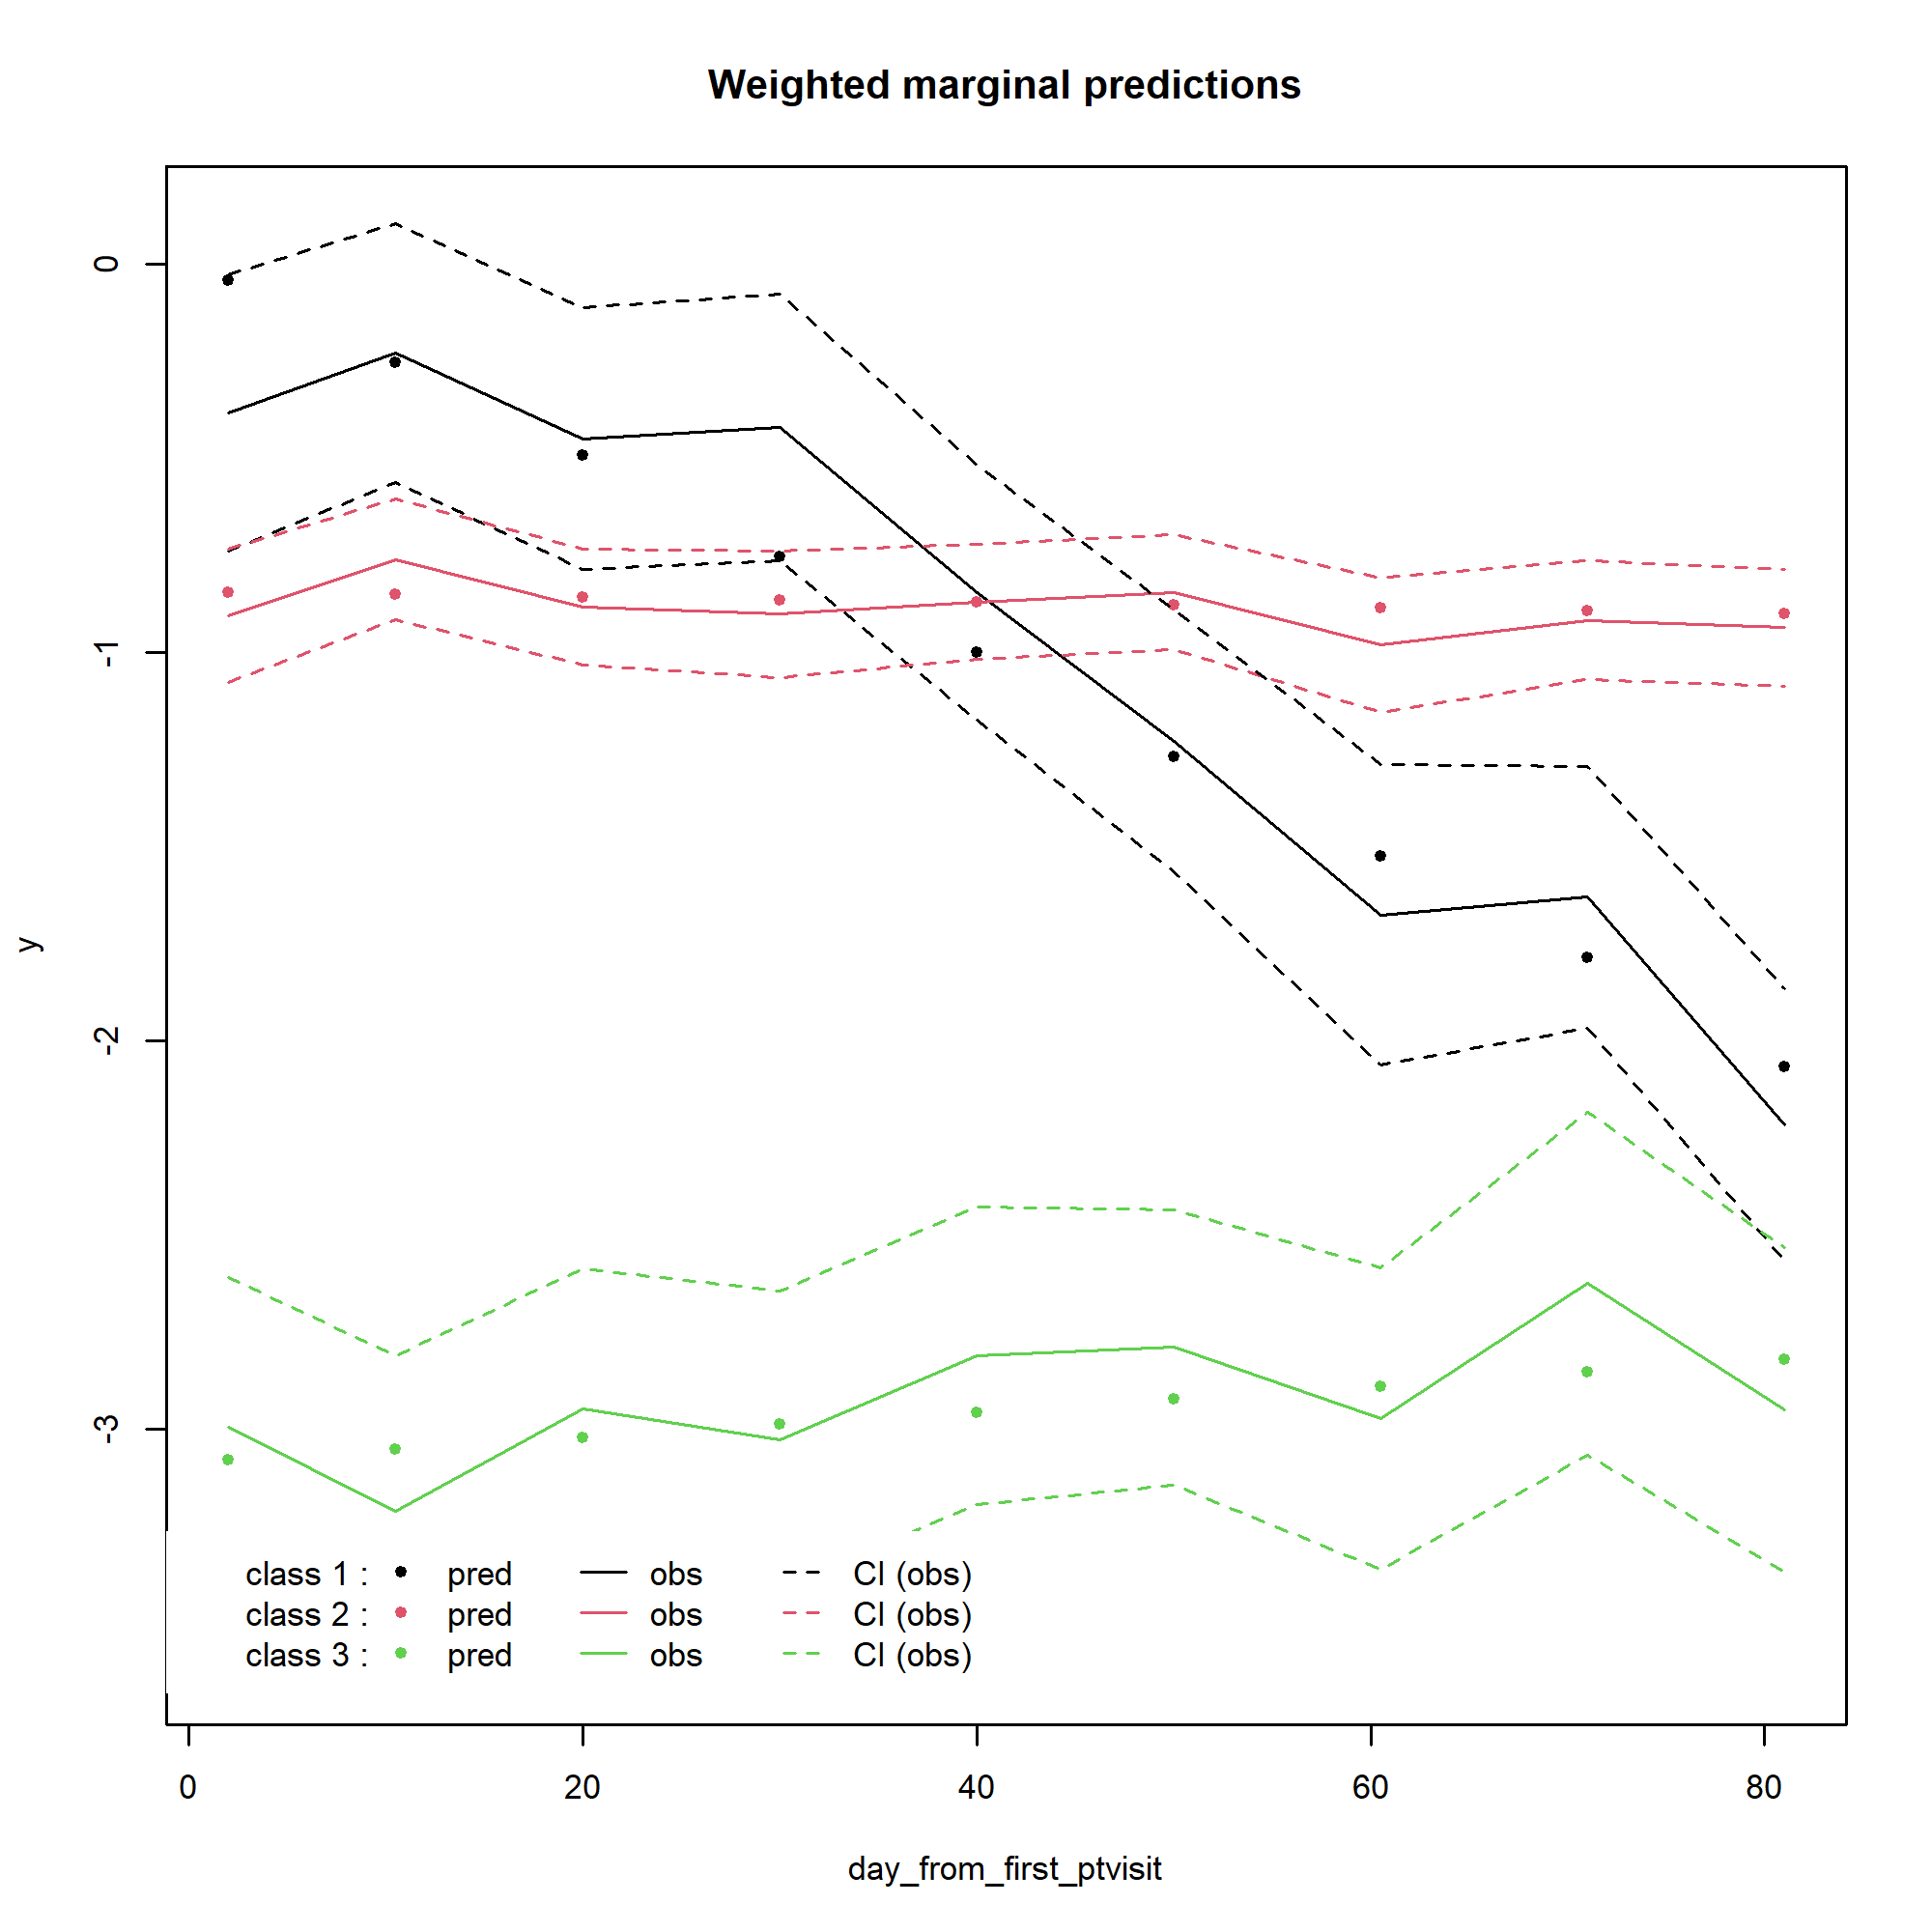 Weighted marginal predictions
0
-1
-2
-3
y
class 1 : pred obs CI (obs)
class 2 : pred obs CI (obs)
class 3 : pred obs CI (obs)
0 20 40 60 80
day_from_first_ptvisit